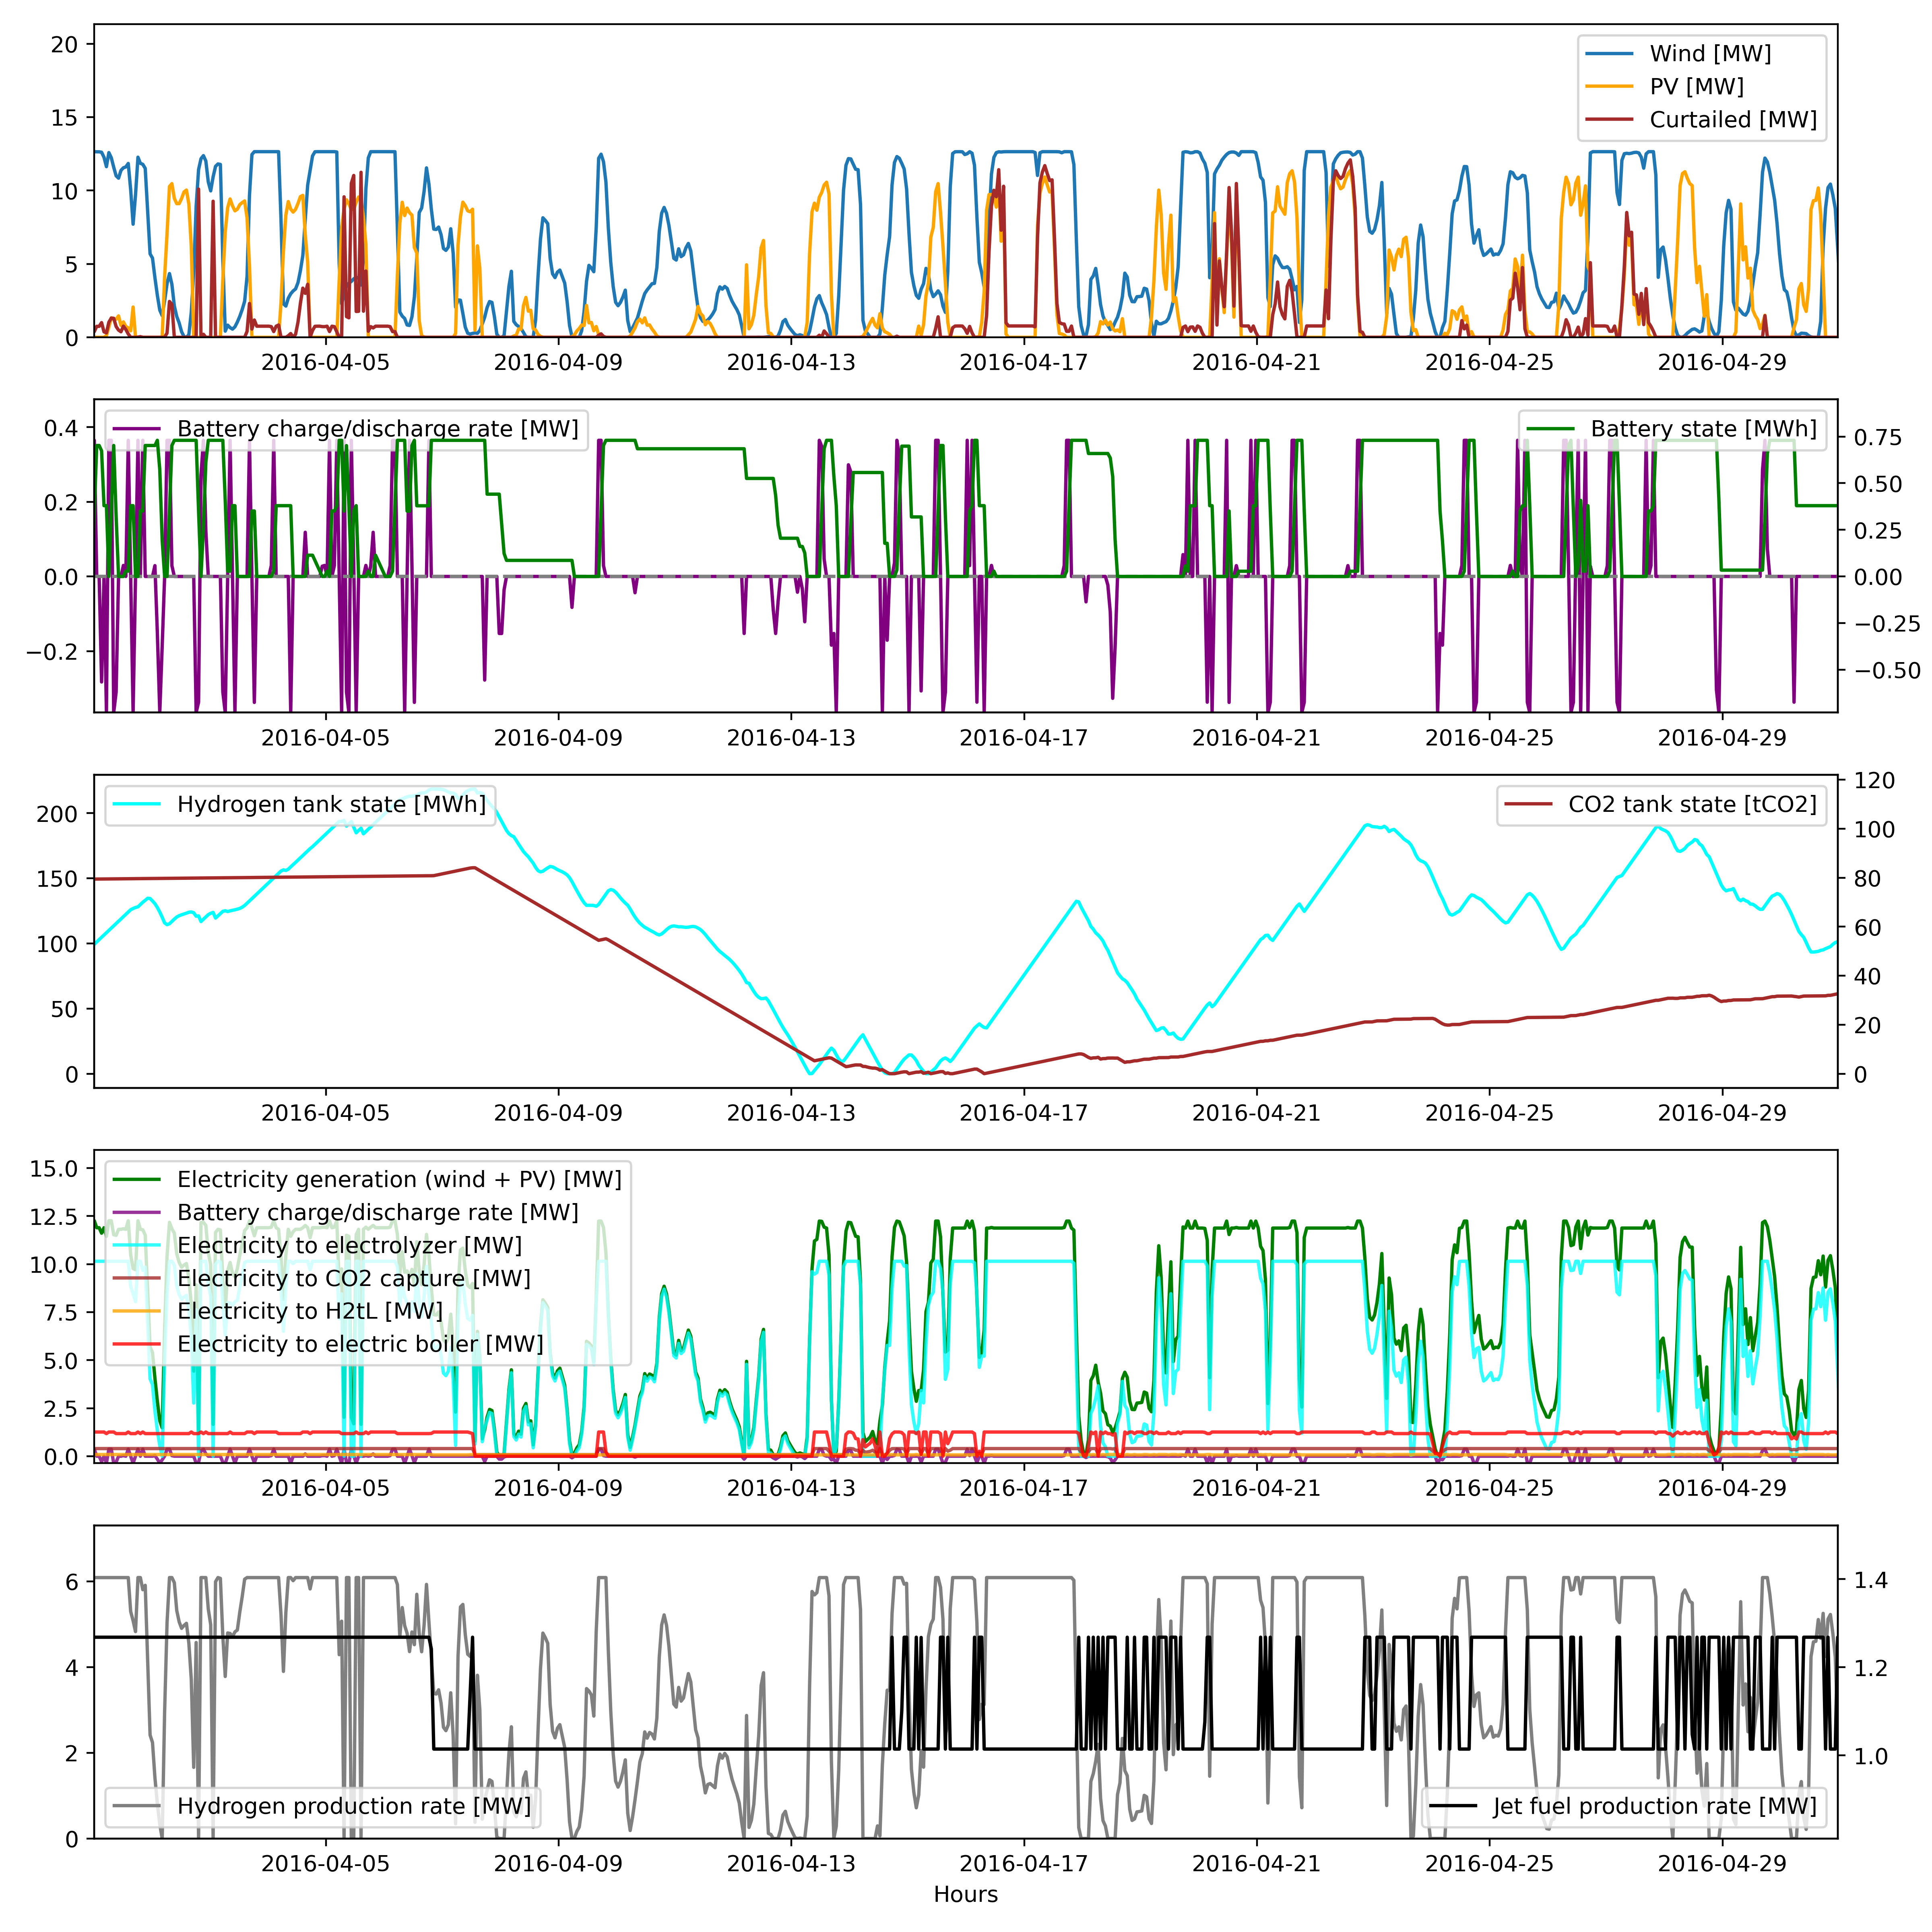 20
15
10
5
0
Wind [MW]
PV [MW]
Curtailed [MW]
2016-04-05 2016-04-09 2016-04-13 2016-04-17 2016-04-21 2016-04-25 2016-04-29
0.4
0.2
0.0
−0.2
Battery charge/discharge rate [MW]
Battery state [MWh]
0.75
0.50
0.25
0.00
−0.25
−0.50
2016-04-05 2016-04-09 2016-04-13 2016-04-17 2016-04-21 2016-04-25 2016-04-29
200
150
100
50
0
Hydrogen tank state [MWh]
CO2 tank state [tCO2]
120
100
80
60
40
20
0
2016-04-05 2016-04-09 2016-04-13 2016-04-17 2016-04-21 2016-04-25 2016-04-29
15.0
12.5
10.0
7.5
5.0
2.5
0.0
Electricity generation (wind + PV) [MW]
Battery charge/discharge rate [MW]
Electricity to electrolyzer [MW]
Electricity to CO2 capture [MW]
Electricity to H2tL [MW]
Electricity to electric boiler [MW]
2016-04-05 2016-04-09 2016-04-13 2016-04-17 2016-04-21 2016-04-25 2016-04-29
6
4
2
0
Hydrogen production rate [MW]
Jet fuel production rate [MW]
1.4
1.2
1.0
2016-04-05 2016-04-09 2016-04-13 2016-04-17 2016-04-21 2016-04-25 2016-04-29
Hours